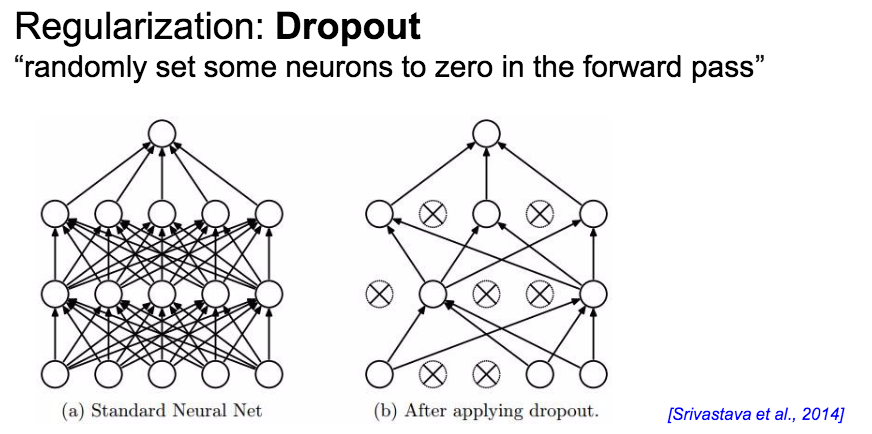 Regularization: Dropout
“randomly set some neurons to zero in the forward pass”
(a) Standard Neural Net
(b) After applying dropout.
[Srivastava et al., 2014]